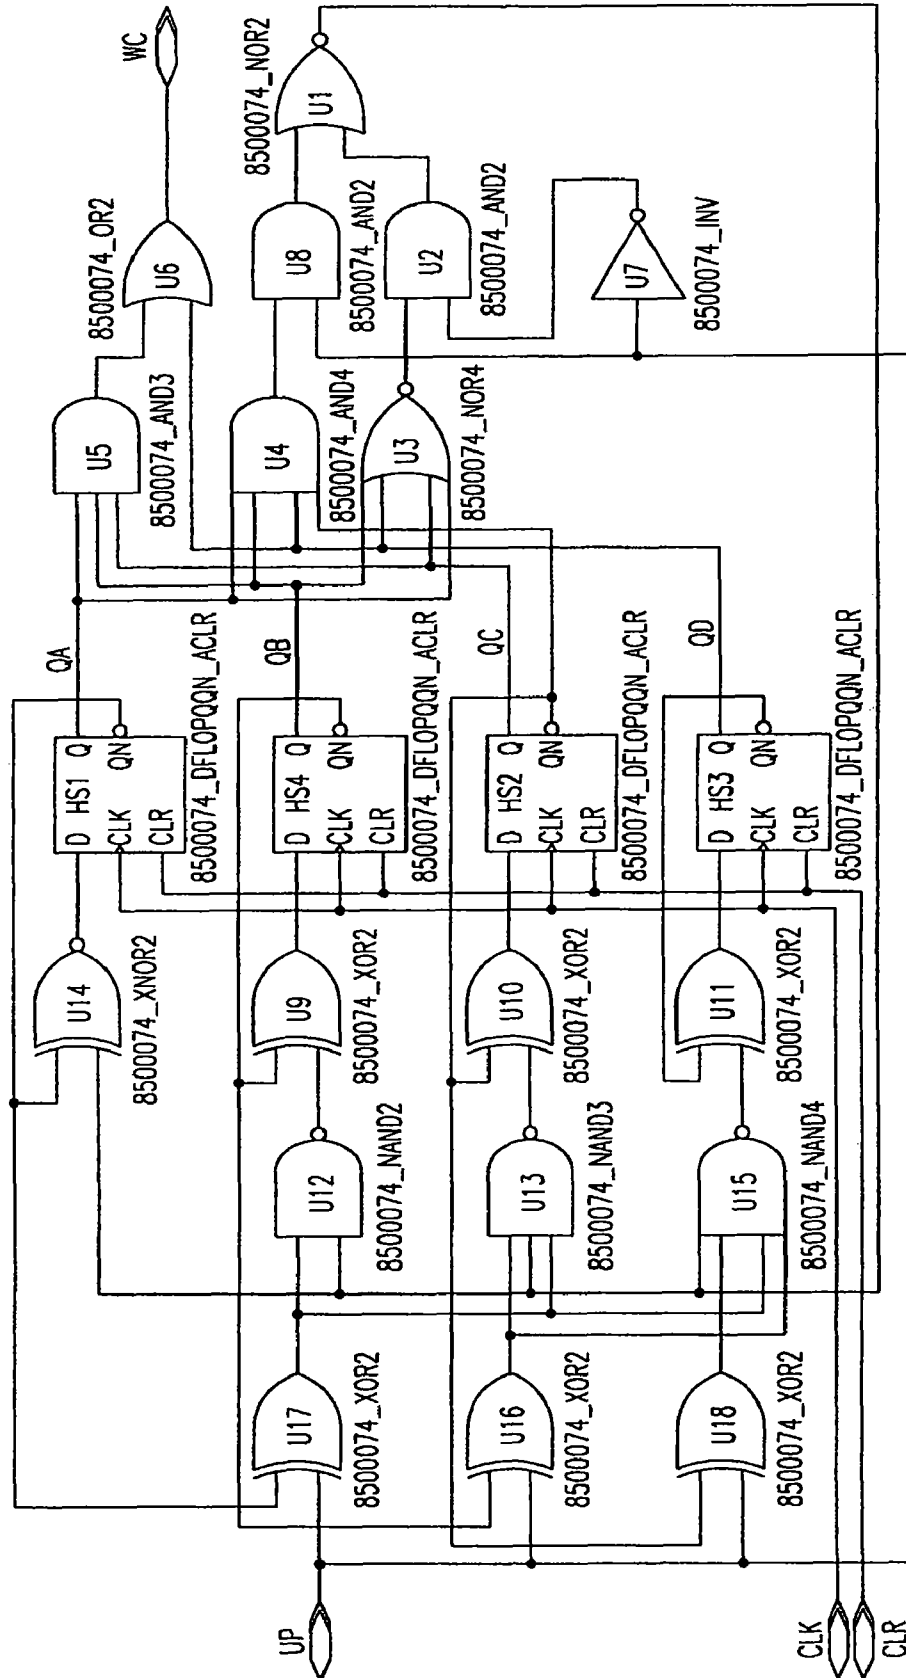 U14
8500074_XNOR2
D
HS1
Q
CLK
QN
CLR
8500074_DFLOPQQN_ACLR
QA
U5
8500074_AND3
8500074_OR2
U6
WC
UP
U17
8500074_XOR2
U12
8500074_NAND2
U9
8500074_XOR2
D
HS4
Q
CLK
QN
CLR
8500074_DFLOPQQN_ACLR
QB
U4
8500074_AND4
U8
8500074_AND2
8500074_NOR2
U1
U3
8500074_NOR4
U2
8500074_AND2
U16
8500074_XOR2
U13
8500074_NAND3
U10
8500074_XOR2
D
HS2
Q
CLK
QN
CLR
8500074_DFLOPQQN_ACLR
QC
U7
8500074_INV
U18
8500074_XOR2
U15
8500074_NAND4
U11
8500074_XOR2
D
HS3
Q
CLK
QN
CLR
8500074_DFLOPQQN_ACLR
QD
CLK
CLR